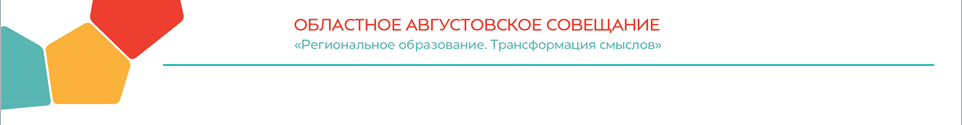 ОБЛАСТНОЕ АВГУСТОВСКОЕ СОВЕЩАНИЕ
«Региональное образование. Трансформация смыслов»